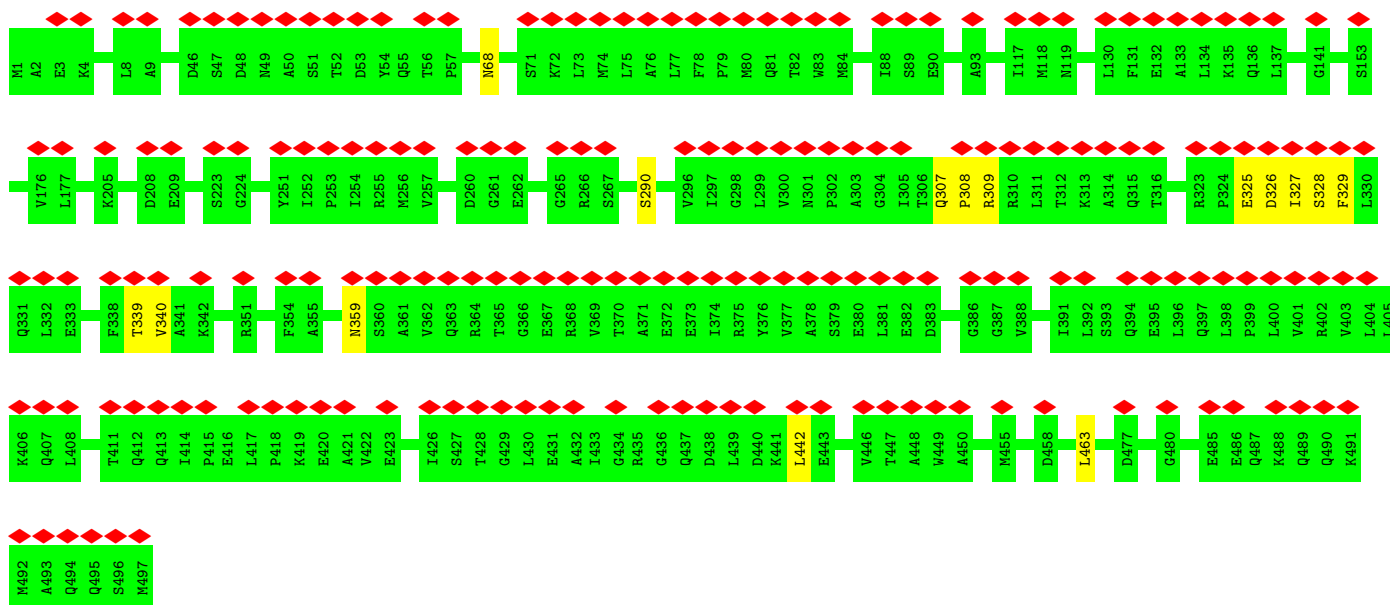 M1 A2 E3 K4 L8 A9 D46 S47 D48 N49 A50 S51 T52 D53 Y54 Q55 T56 P57 N68 S71 K72 L73 M74 L75 A76 L77 F78 P79 M80 Q81 T82 W83 M84 I88 S89 E90 A93 I117 M118 N119 L130 F131 E132 A133 L134 K135 Q136 L137 G141 S153
V176 L177 K205 D208 E209 S223 G224 Y251 I252 P253 I254 R255 M256 V257 D260 G261 E262 G265 R266 S267 S290 V296 I297 G298 L299 V300 N301 P302 A303 G304 I305 T306 Q307 P308 R309 R310 L311 T312 K313 A314 Q315 T316 R323 P324 E325 D326 I327 S328 F329 L330
Q331 L332 E333 F338 T339 V340 A341 K342 R351 F354 A355 N359 S360 A361 V362 Q363 R364 T365 G366 E367 R368 V369 T370 A371 E372 E373 I374 R375 Y376 V377 A378 S379 E380 L381 E382 D383 G386 G387 V388 I391 L392 S393 Q394 E395 L396 Q397 L398 P399 L400 V401 R402 V403 L404 L405
K406 Q407 L408 T411 Q412 Q413 I414 P415 E416 L417 P418 K419 E420 A421 V422 E423 I426 S427 T428 G429 L430 E431 A432 I433 G434 R435 G436 Q437 D438 L439 D440 K441 L442 E443 V446 T447 A448 W449 A450 M455 D458 L463 D477 G480 E485 E486 Q487 K488 Q489 Q490 K491
M492 A493 Q494 Q495 S496 M497